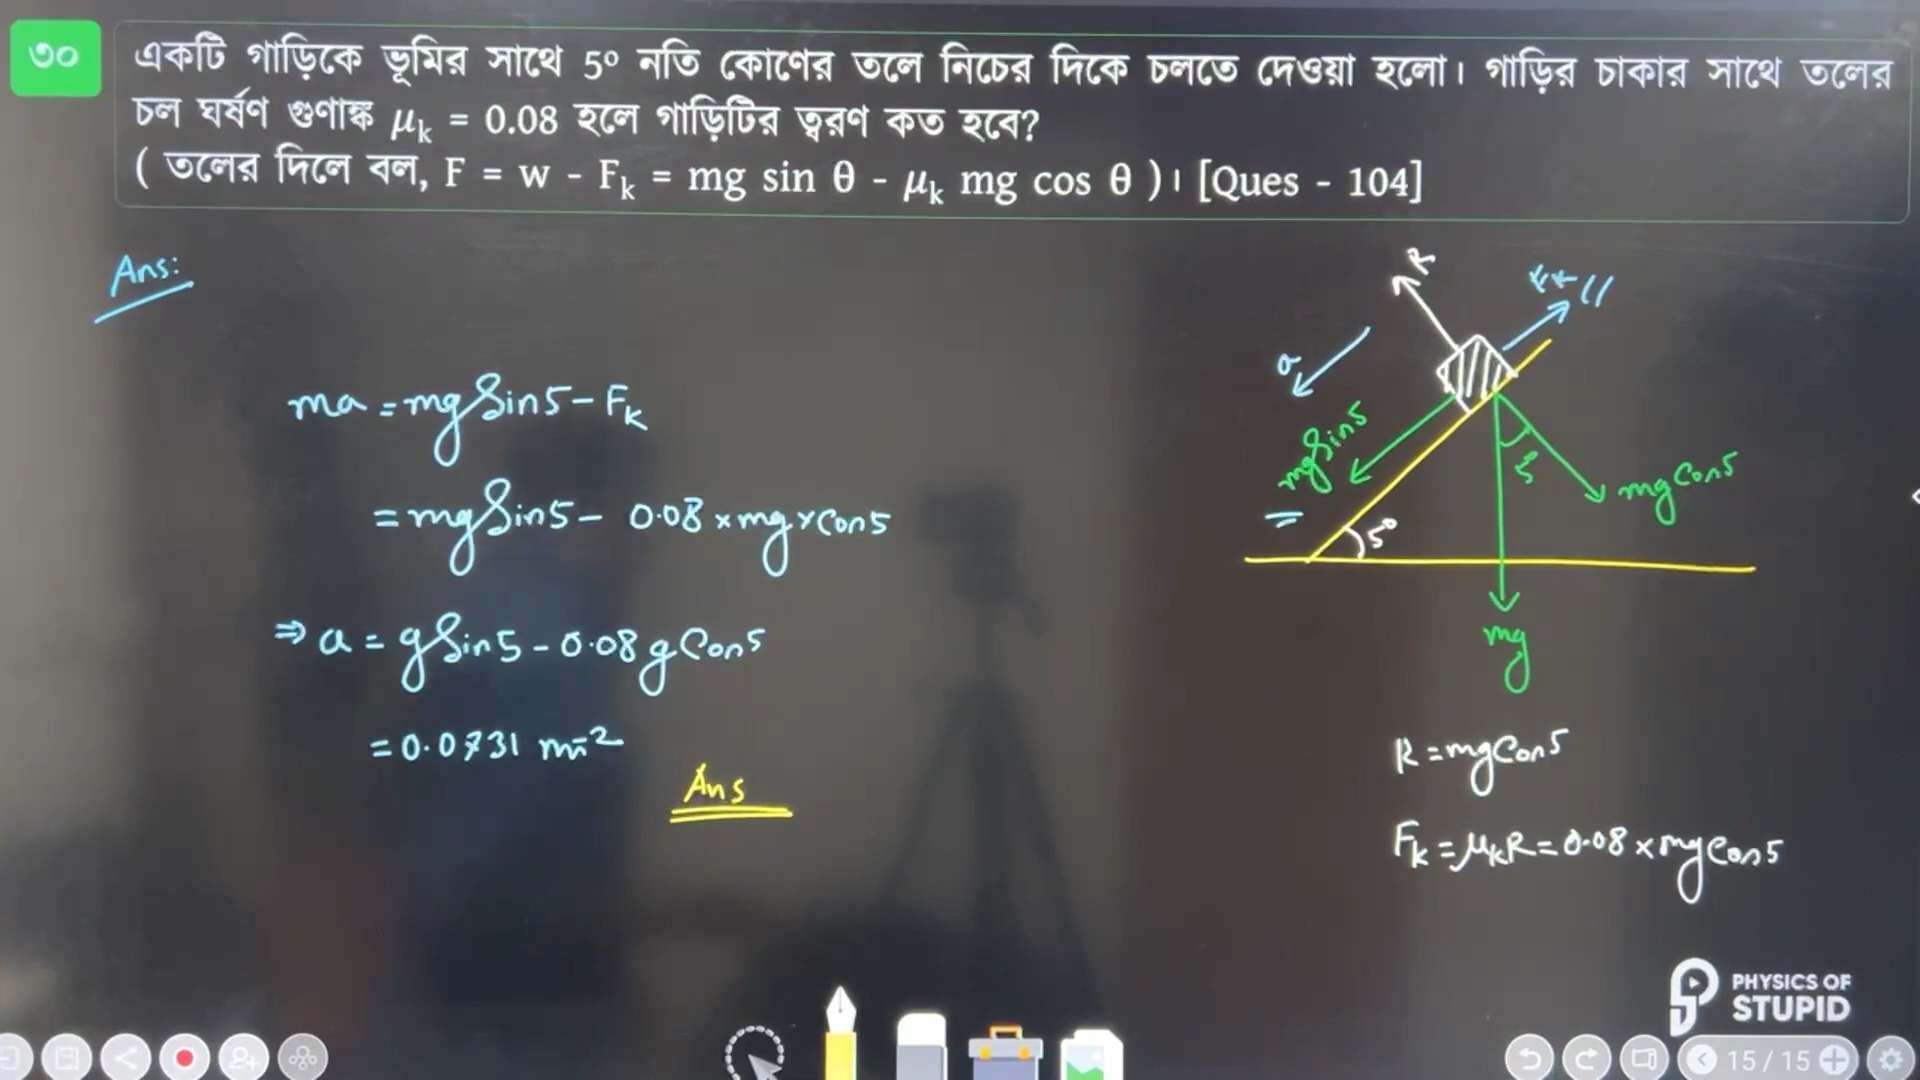 ৩০
একটি গাড়িকে ভূমির সাথে 5⁰ নতি কোণের তলে নিচের দিকে চলতে দেওয়া হলো। গাড়ির চাকার সাথে তলের
চল ঘর্ষণ গুণাঙ্ক μₖ = 0.08 হলে গাড়িটির ত্বরণ কত হবে?
( তলের দিলে বল, F = w - Fₖ = mg sin θ - μₖ mg cos θ )। [Ques - 104]
Ans:
ma = mg Sin5 - Fₖ
= mg Sin5 - 0.08 × mg × Cos5
⇒ a = g Sin5 - 0.08 g Cos5
= 0.0731 ms⁻²
Ans
R
a
mg Sin5
=
5⁰
5
mg Cos5
mg
R = mg Cos5
Fₖ = μₖR = 0.08 × mg Cos5
PHYSICS OF
STUPID
15 / 15